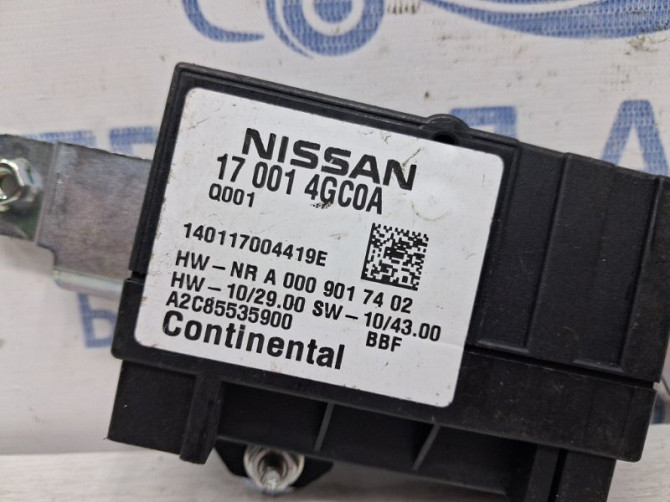 NISSAN
17 001 4GC0A
Q001
140117004419E
HW-NR A 000 901 74 02
HW-10/29.00 SW-10/43.00
A2C85535900 BBF
Continental